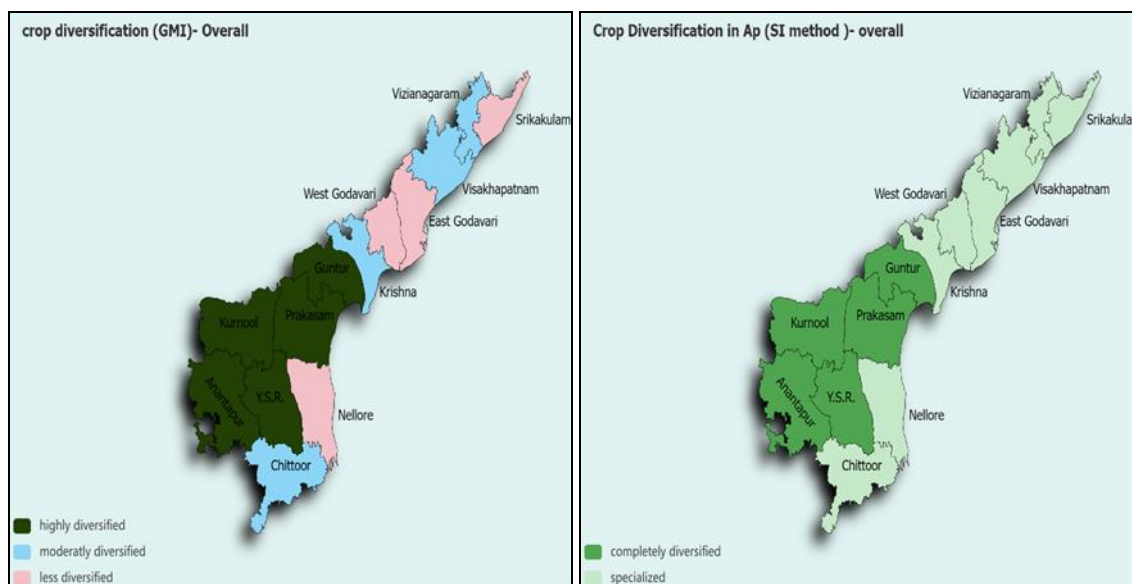 crop diversification (GMI)- Overall
Vizianagaram
Srikakulam
Visakhapatnam
West Godavari
East Godavari
Guntur
Krishna
Prakasam
Kurnool
Anantapur
Y.S.R.
Nellore
Chittoor
highly diversified
moderatly diversified
less diversified
Crop Diversification in Ap (SI method )- overall
Vizianagaram
Srikakula
Visakhapatnam
West Godavari
East Godavari
Guntur
Krishna
Prakasam
Kurnool
Anantapur
Y.S.R.
Nellore
Chittoor
completely diversified
specialized